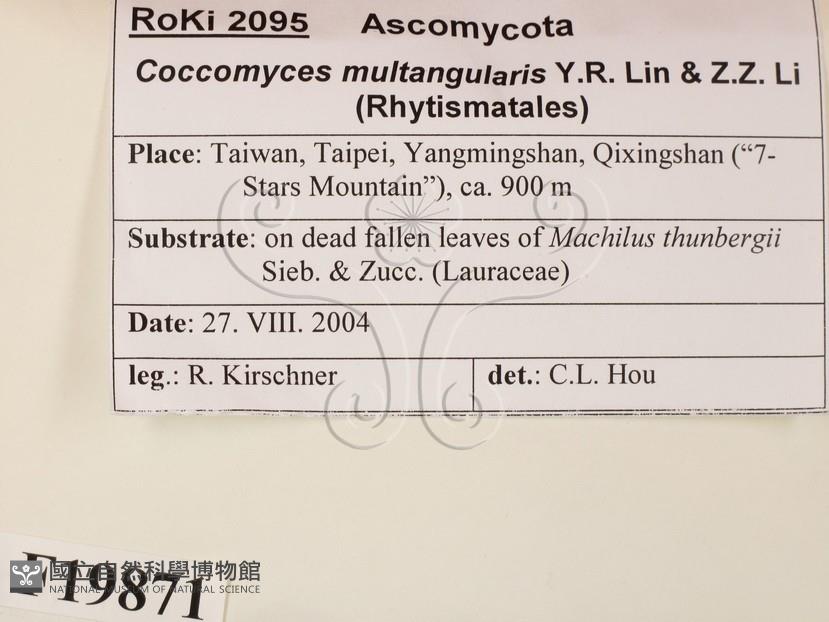 RoKi 2095 Ascomycota
Coccomyces multangularis Y.R. Lin & Z.Z. Li
(Rhytismatales)
Place: Taiwan, Taipei, Yangmingshan, Qixingshan (“7-
Stars Mountain”), ca. 900 m
Substrate: on dead fallen leaves of Machilus thunbergii
Sieb. & Zucc. (Lauraceae)
Date: 27. VIII. 2004
leg.: R. Kirschner det.: C.L. Hou
F19871
國立自然科學博物館
NATIONAL MUSEUM OF NATURAL SCIENCE